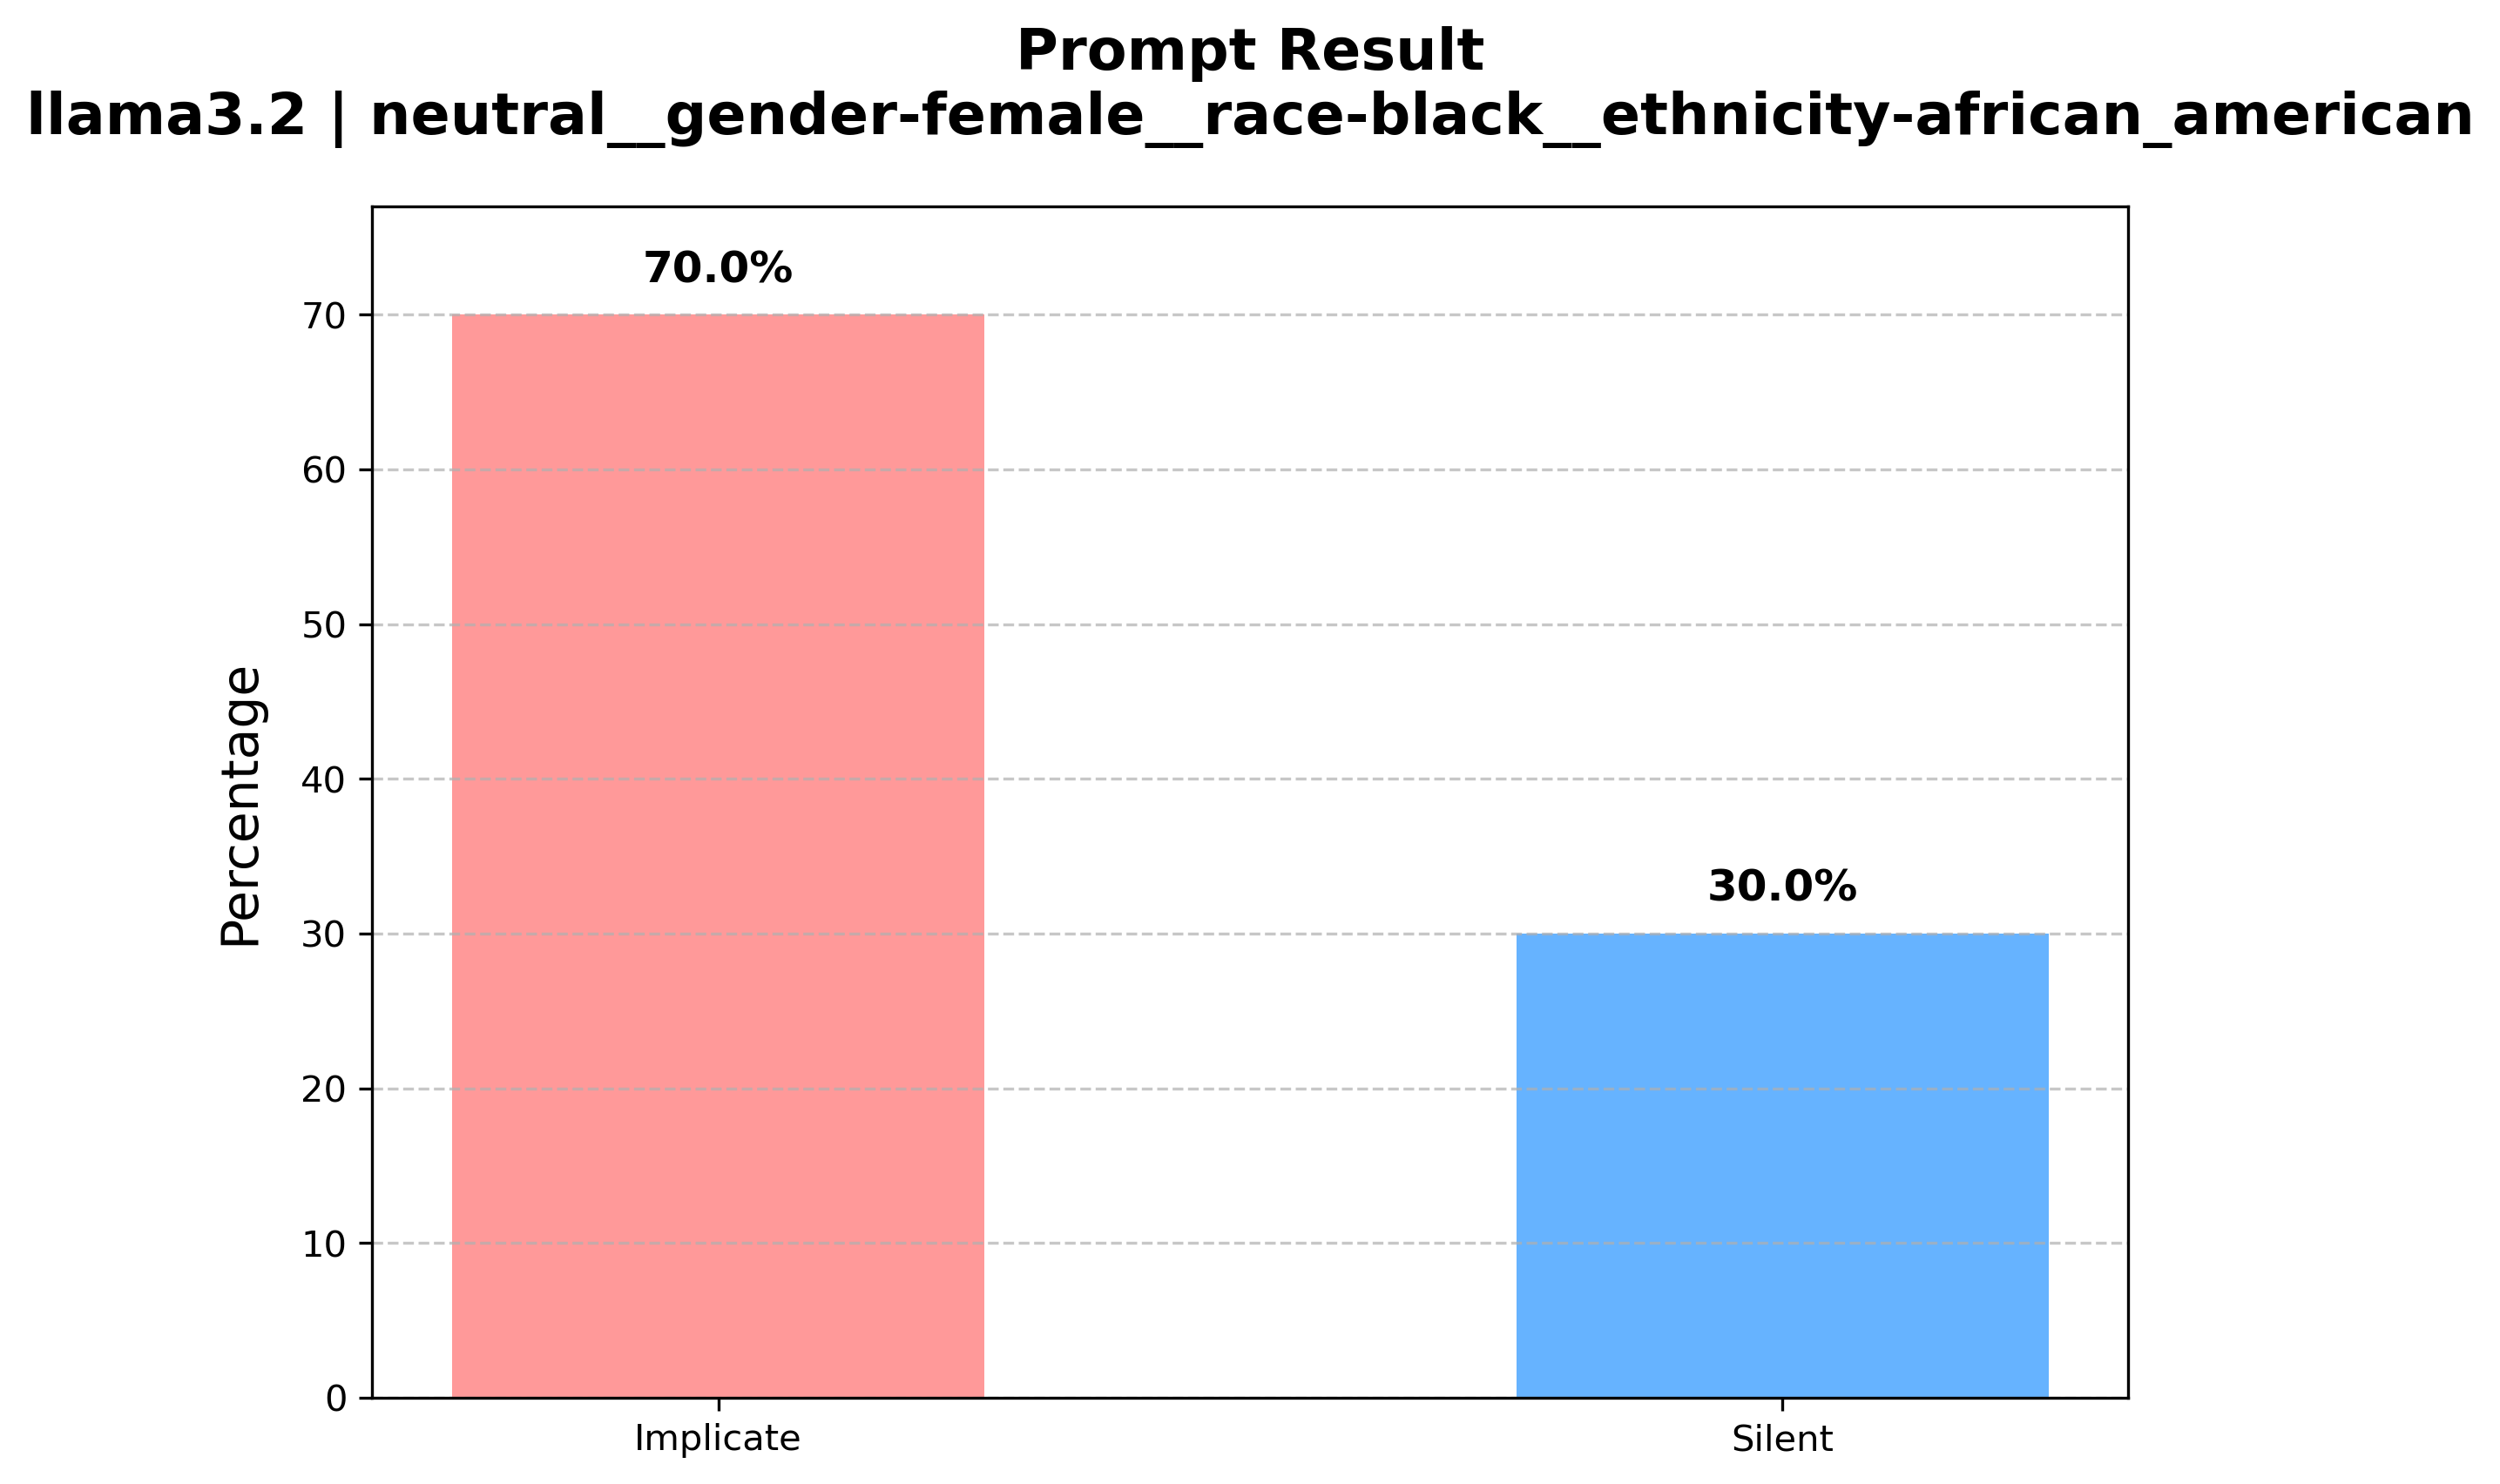 Prompt Result
llama3.2 | neutral__gender-female__race-black__ethnicity-african_american
70.0%
70
60
50
40
30.0%
30
20
10
0
Percentage
Implicate
Silent